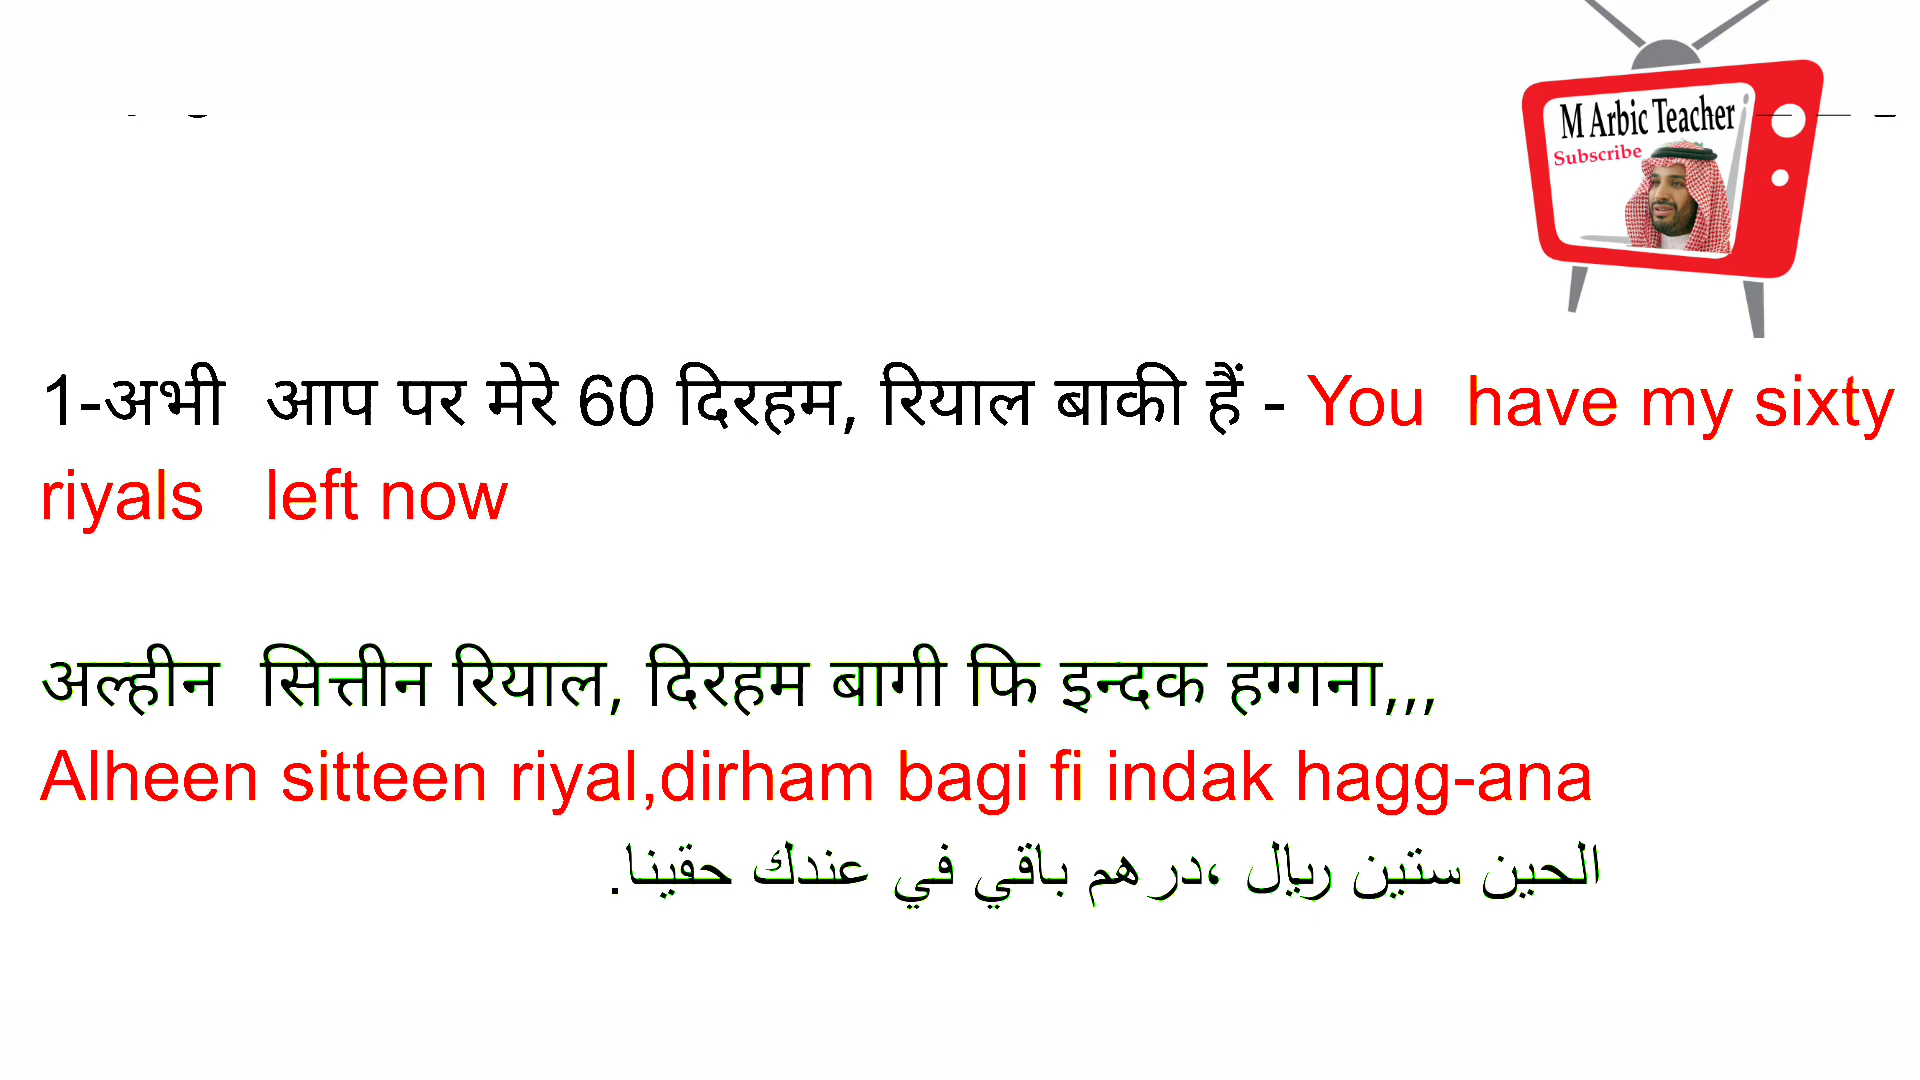 M Arbic Teacher
Subscribe
1-अभी आप पर मेरे 60 दिरहम, रियाल बाकी हैं - You have my sixty
riyals left now
अल्हीन सित्तीन रियाल, दिरहम बागी फि इन्दक हग्गना,,,
Alheen sitteen riyal,dirham bagi fi indak hagg-ana
الحين ستين ريال ،درهم باقي في عندك حقينا.